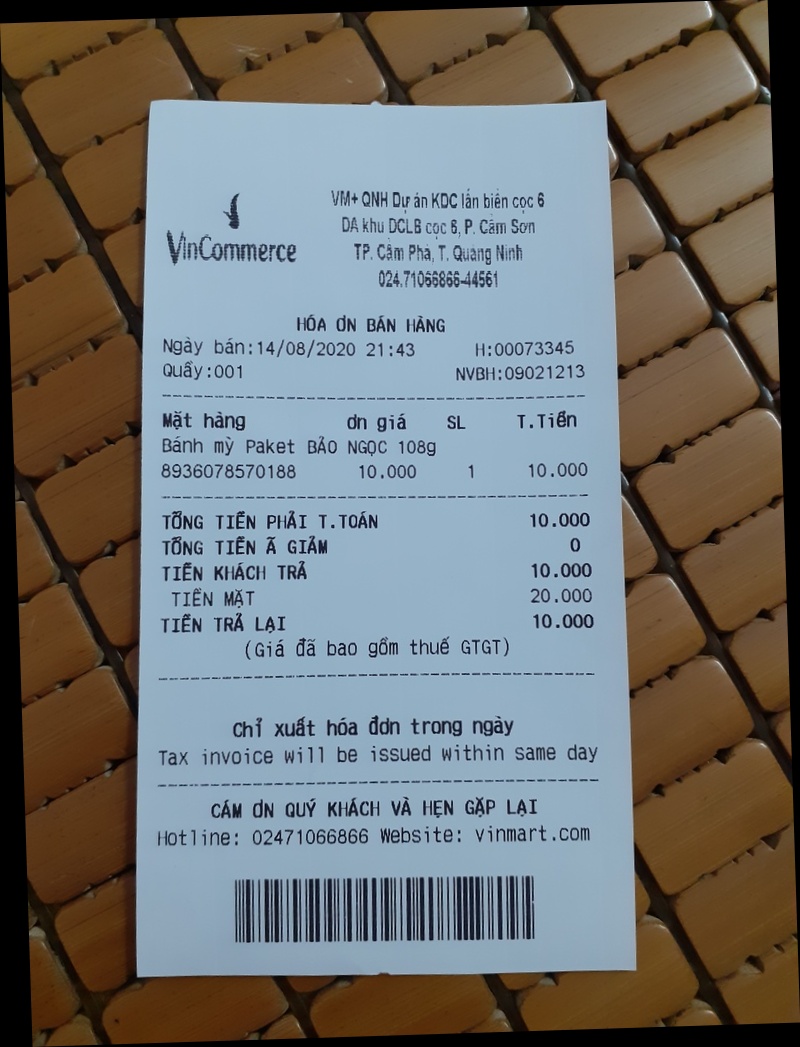 VinCommerce
VM+ QNH Dự án KDC lấn biên cọc 6
DA khu DCLB cọc 6, P. Cẩm Sơn
TP. Cẩm Phả, T. Quảng Ninh
024.71066866-44561
HÓA ƠN BÁN HÀNG
Ngày bán:14/08/2020 21:43 H:00073345
Quầy:001 NVBH:09021213
Mặt hàng ơn giá SL T.Tiền
Bánh mỳ Paket BẢO NGỌC 108g
8936078570188 10.000 1 10.000
TỔNG TIỀN PHẢI T.TOÁN 10.000
TỔNG TIỀN Ã GIẢM 0
TIỀN KHÁCH TRẢ 10.000
TIỀN MẶT 20.000
TIỀN TRẢ LẠI 10.000
(Giá đã bao gồm thuế GTGT)
Chỉ xuất hóa đơn trong ngày
Tax invoice will be issued within same day
CÁM ƠN QUÝ KHÁCH VÀ HẸN GẶP LẠI
Hotline: 02471066866 Website: vinmart.com